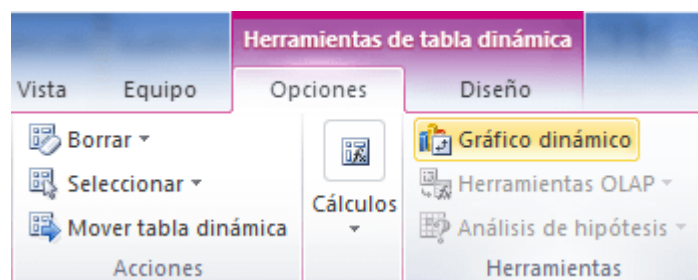 Herramientas de tabla dinámica
Vista Equipo Opciones Diseño
Borrar
Seleccionar
Mover tabla dinámica
Acciones
Cálculos
Gráfico dinámico
Herramientas OLAP
Análisis de hipótesis
Herramientas